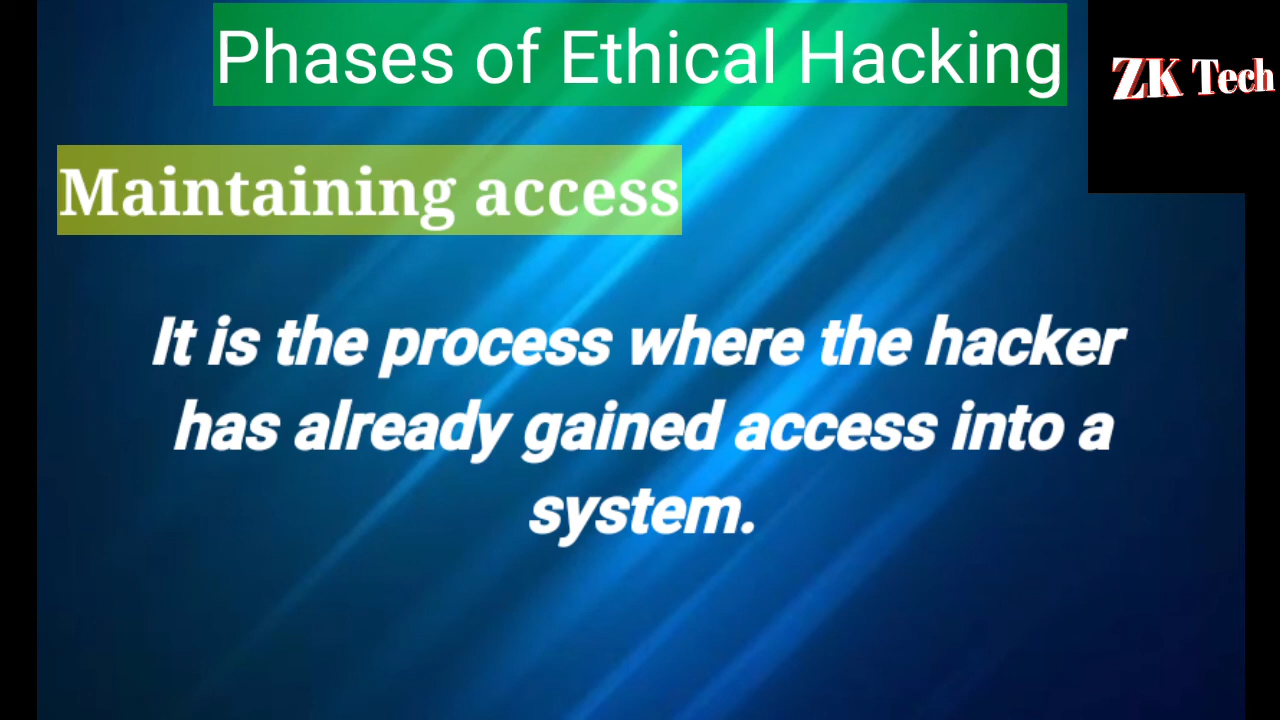 Phases of Ethical Hacking
ZK Tech
Maintaining access
It is the process where the hacker
has already gained access into a
system.